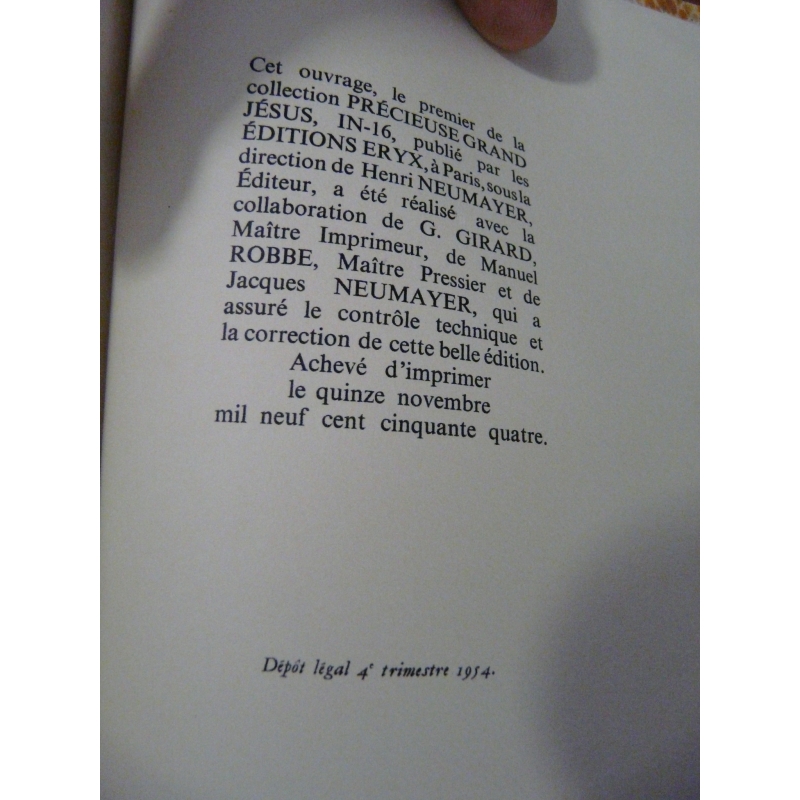 Cet ouvrage, le premier de la
collection PRÉCIEUSE GRAND
JÉSUS, IN-16, publié par les
ÉDITIONS ERYX, à Paris, sous la
direction de Henri NEUMAYER,
Éditeur, a été réalisé avec la
collaboration de G. GIRARD,
Maître Imprimeur, de Manuel
ROBBE, Maître Pressier et de
Jacques NEUMAYER, qui a
assuré le contrôle technique et
la correction de cette belle édition.
Achevé d'imprimer
le quinze novembre
mil neuf cent cinquante quatre.
Dépôt légal 4e trimestre 1954.